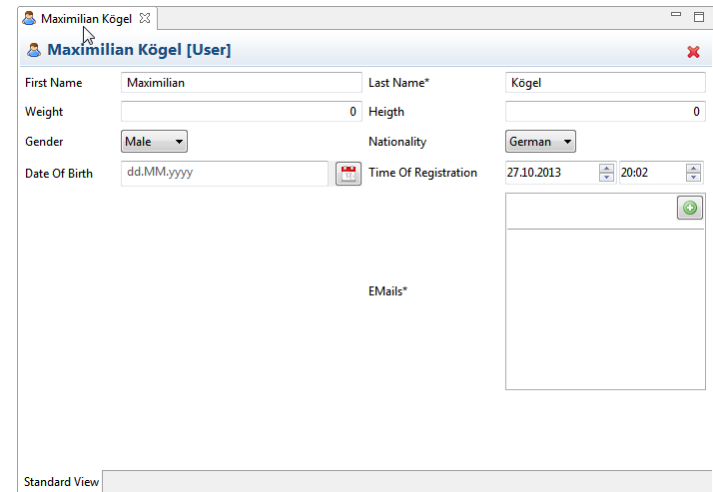 Maximilian Kögel
Maximilian Kögel [User]
First Name Maximilian Last Name* Kögel
Weight 0 Heigth 0
Gender Male Nationality German
Date Of Birth dd.MM.yyyy Time Of Registration 27.10.2013 20:02
EMails*
Standard View